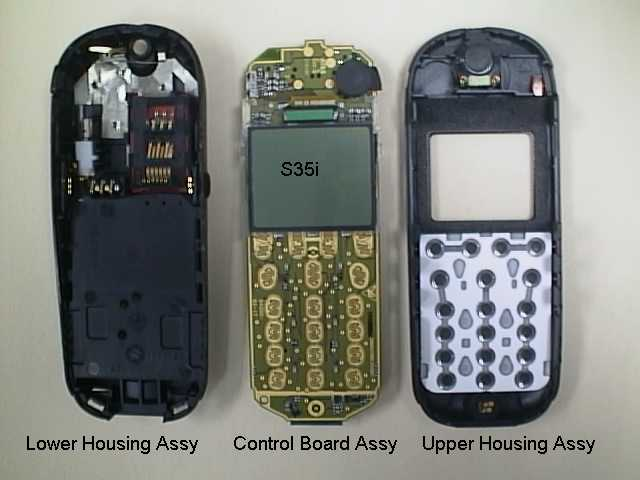 S35i
Lower Housing Assy
Control Board Assy
Upper Housing Assy